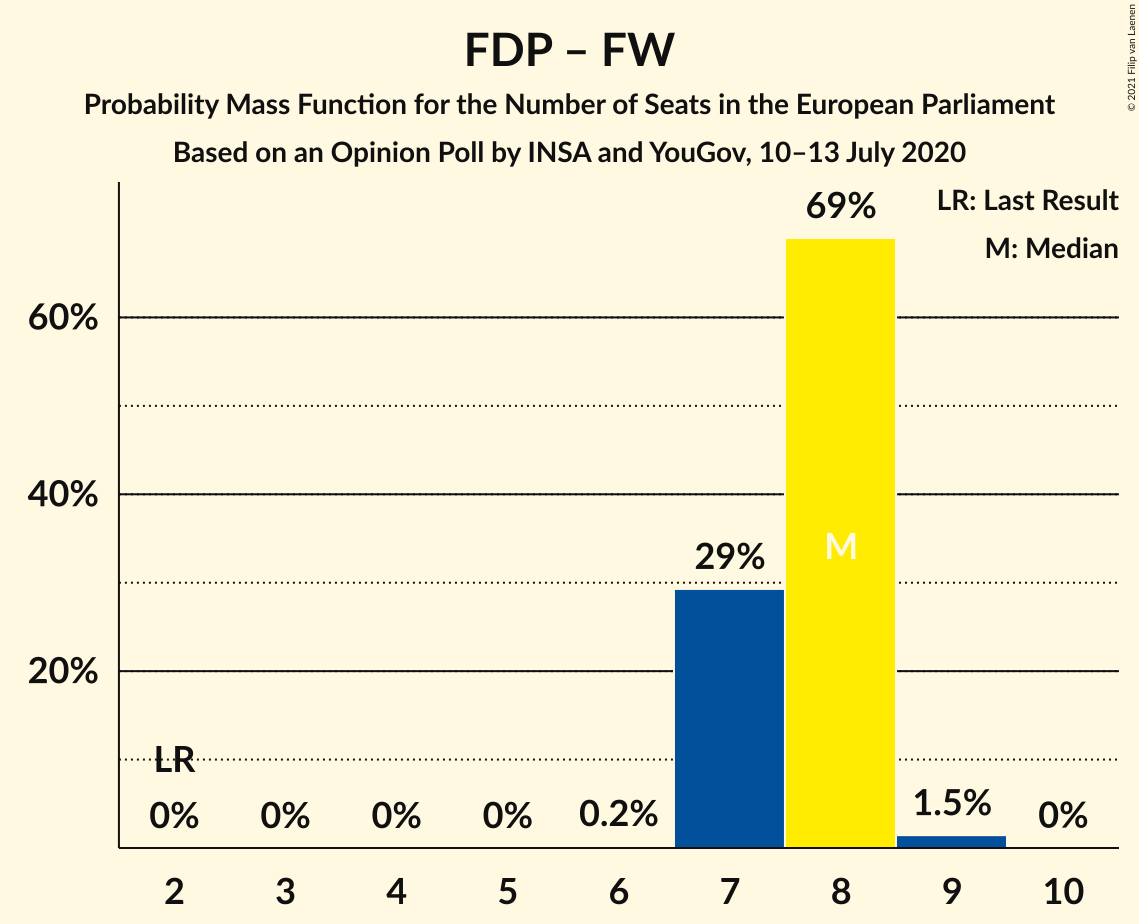 FDP – FW
Probability Mass Function for the Number of Seats in the European Parliament
Based on an Opinion Poll by INSA and YouGov, 10–13 July 2020
© 2021 Filip van Laenen
LR: Last Result
M: Median
69%
60%
40%
M
29%
20%
LR
0% 0% 0% 0% 0.2% 1.5% 0%
2 3 4 5 6 7 8 9 10